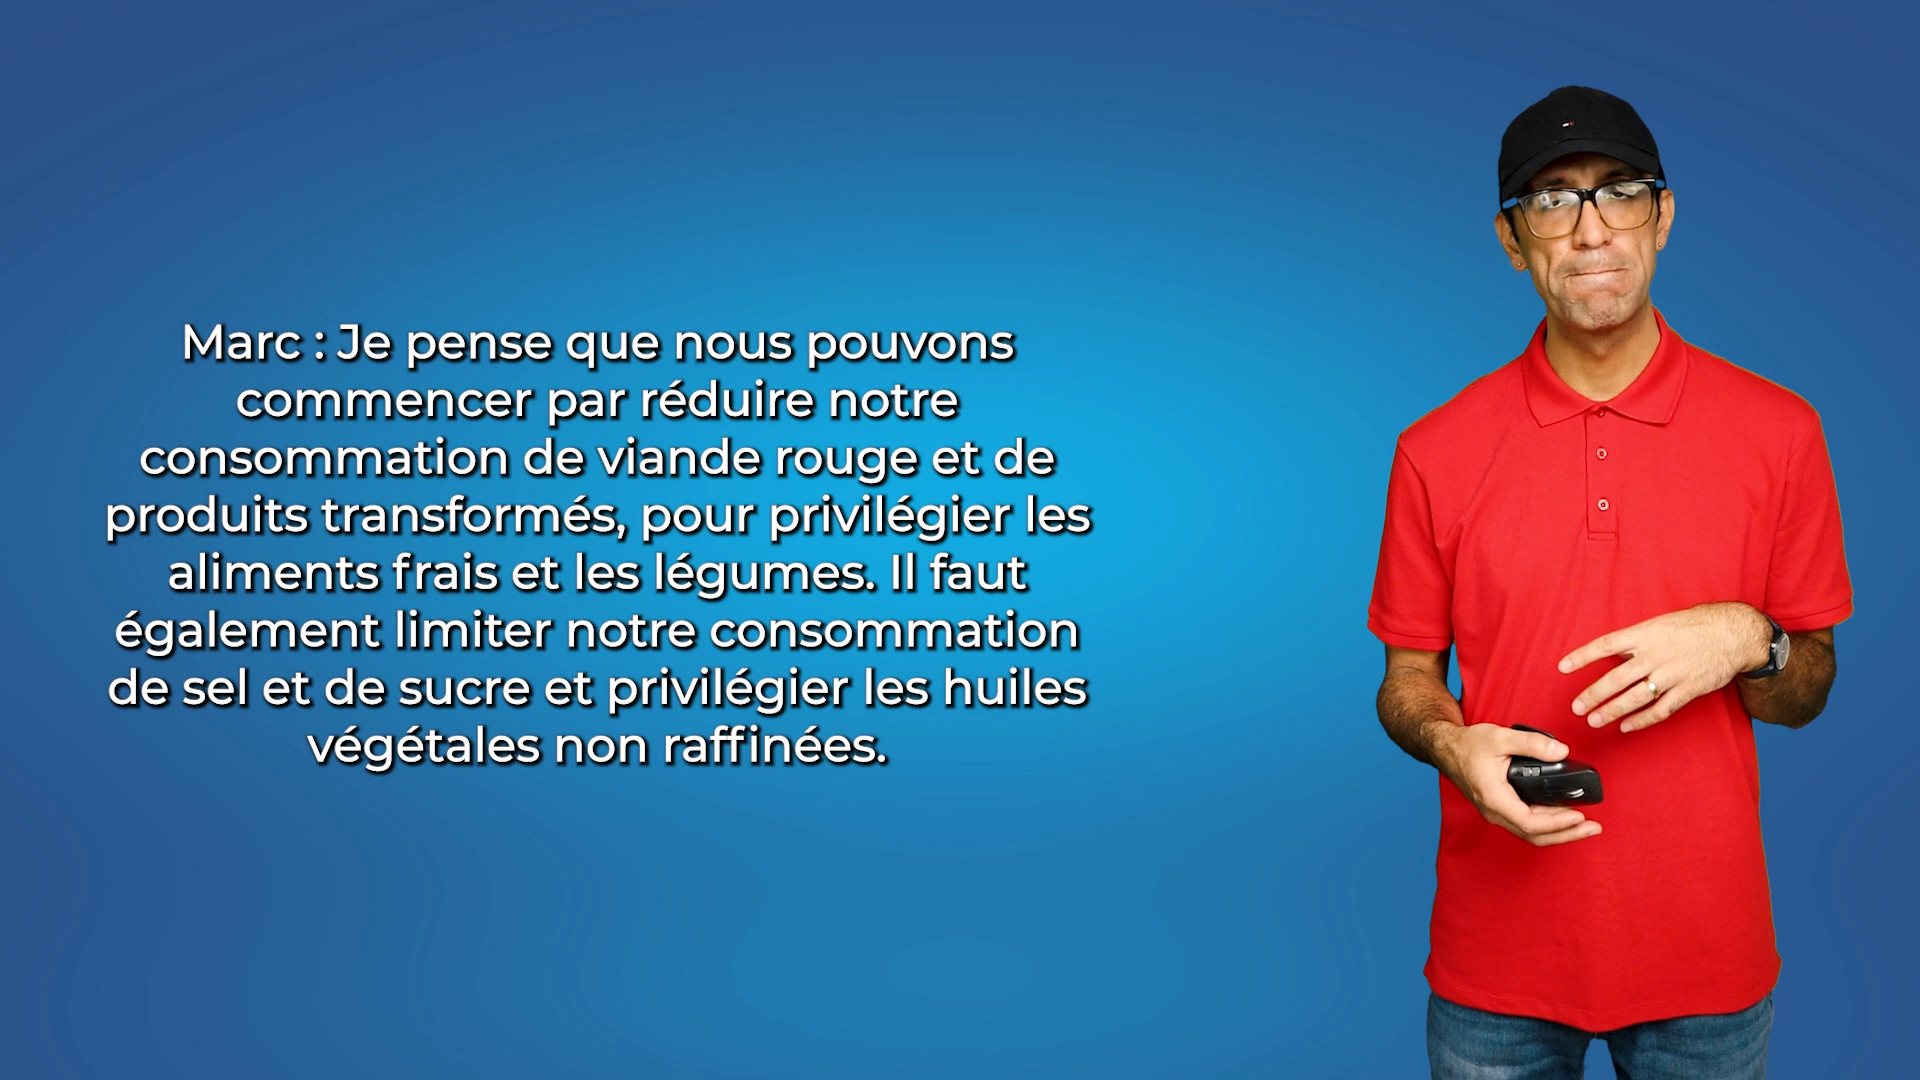 Marc : Je pense que nous pouvons
commencer par réduire notre
consommation de viande rouge et de
produits transformés, pour privilégier les
aliments frais et les légumes. Il faut
également limiter notre consommation
de sel et de sucre et privilégier les huiles
végétales non raffinées.